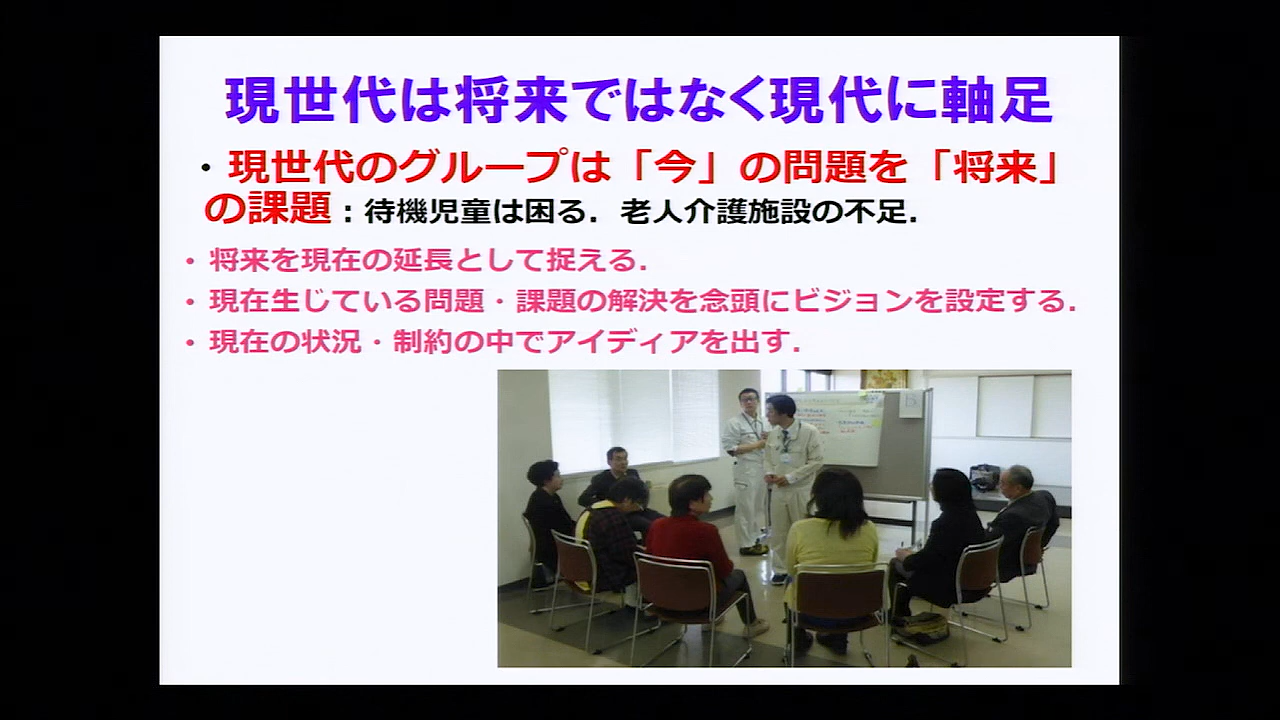 現世代は将来ではなく現代に軸足
・現世代のグループは「今」の問題を「将来」
の課題：待機児童は困る．老人介護施設の不足．
・将来を現在の延長として捉える．
・現在生じている問題・課題の解決を念頭にビジョンを設定する．
・現在の状況・制約の中でアイディアを出す．